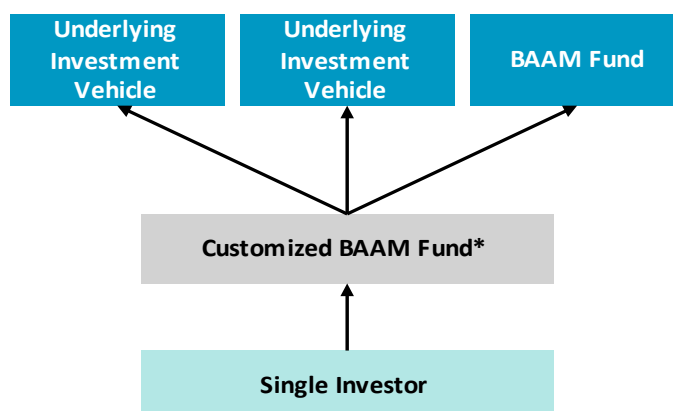 Underlying
Investment
Vehicle
Underlying
Investment
Vehicle
BAAM Fund
Customized BAAM Fund*
Single Investor